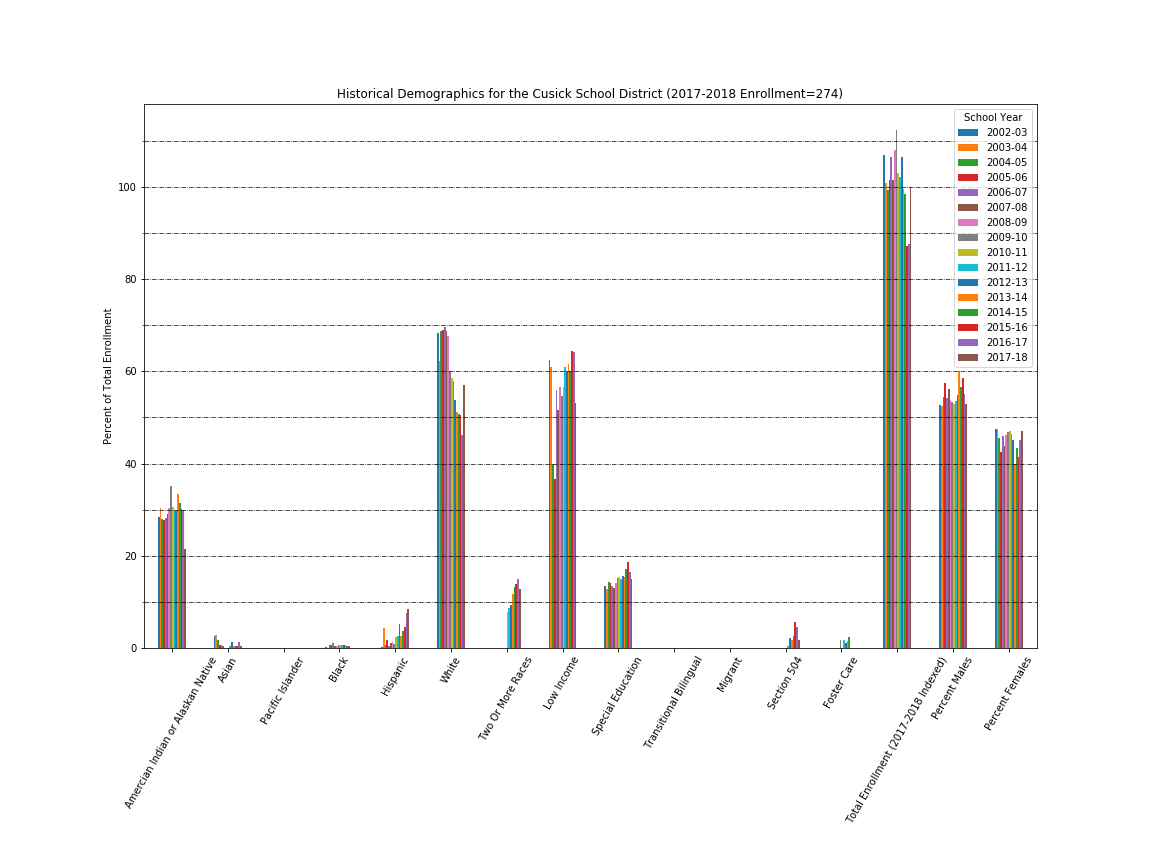 Historical Demographics for the Cusick School District (2017-2018 Enrollment=274)
Percent of Total Enrollment
100
80
60
40
20
0
School Year
2002-03
2003-04
2004-05
2005-06
2006-07
2007-08
2008-09
2009-10
2010-11
2011-12
2012-13
2013-14
2014-15
2015-16
2016-17
2017-18
Amercian Indian or Alaskan Native
Asian
Pacific Islander
Black
Hispanic
White
Two Or More Races
Low Income
Special Education
Transitional Bilingual
Migrant
Section 504
Foster Care
Total Enrollment (2017-2018 Indexed)
Percent Males
Percent Females